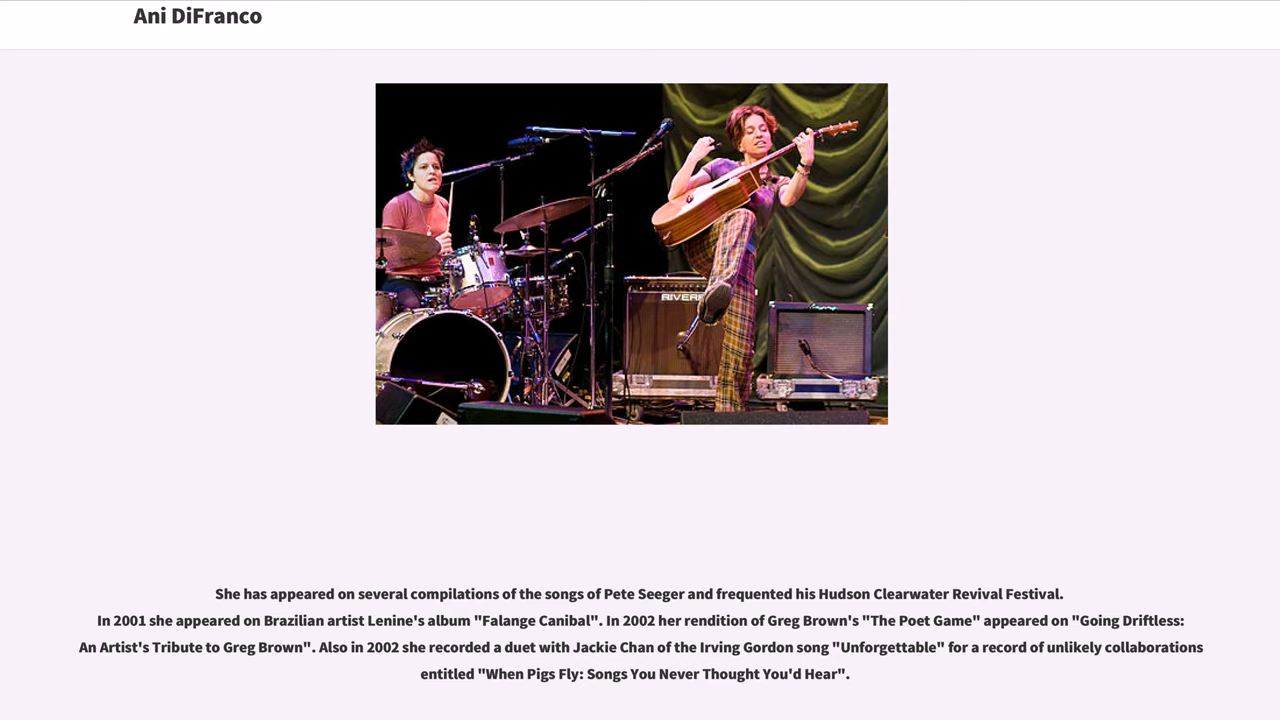 Ani DiFranco
She has appeared on several compilations of the songs of Pete Seeger and frequented his Hudson Clearwater Revival Festival.
In 2001 she appeared on Brazilian artist Lenine's album "Falange Canibal". In 2002 her rendition of Greg Brown's "The Poet Game" appeared on "Going Driftless:
An Artist's Tribute to Greg Brown". Also in 2002 she recorded a duet with Jackie Chan of the Irving Gordon song "Unforgettable" for a record of unlikely collaborations
entitled "When Pigs Fly: Songs You Never Thought You'd Hear".